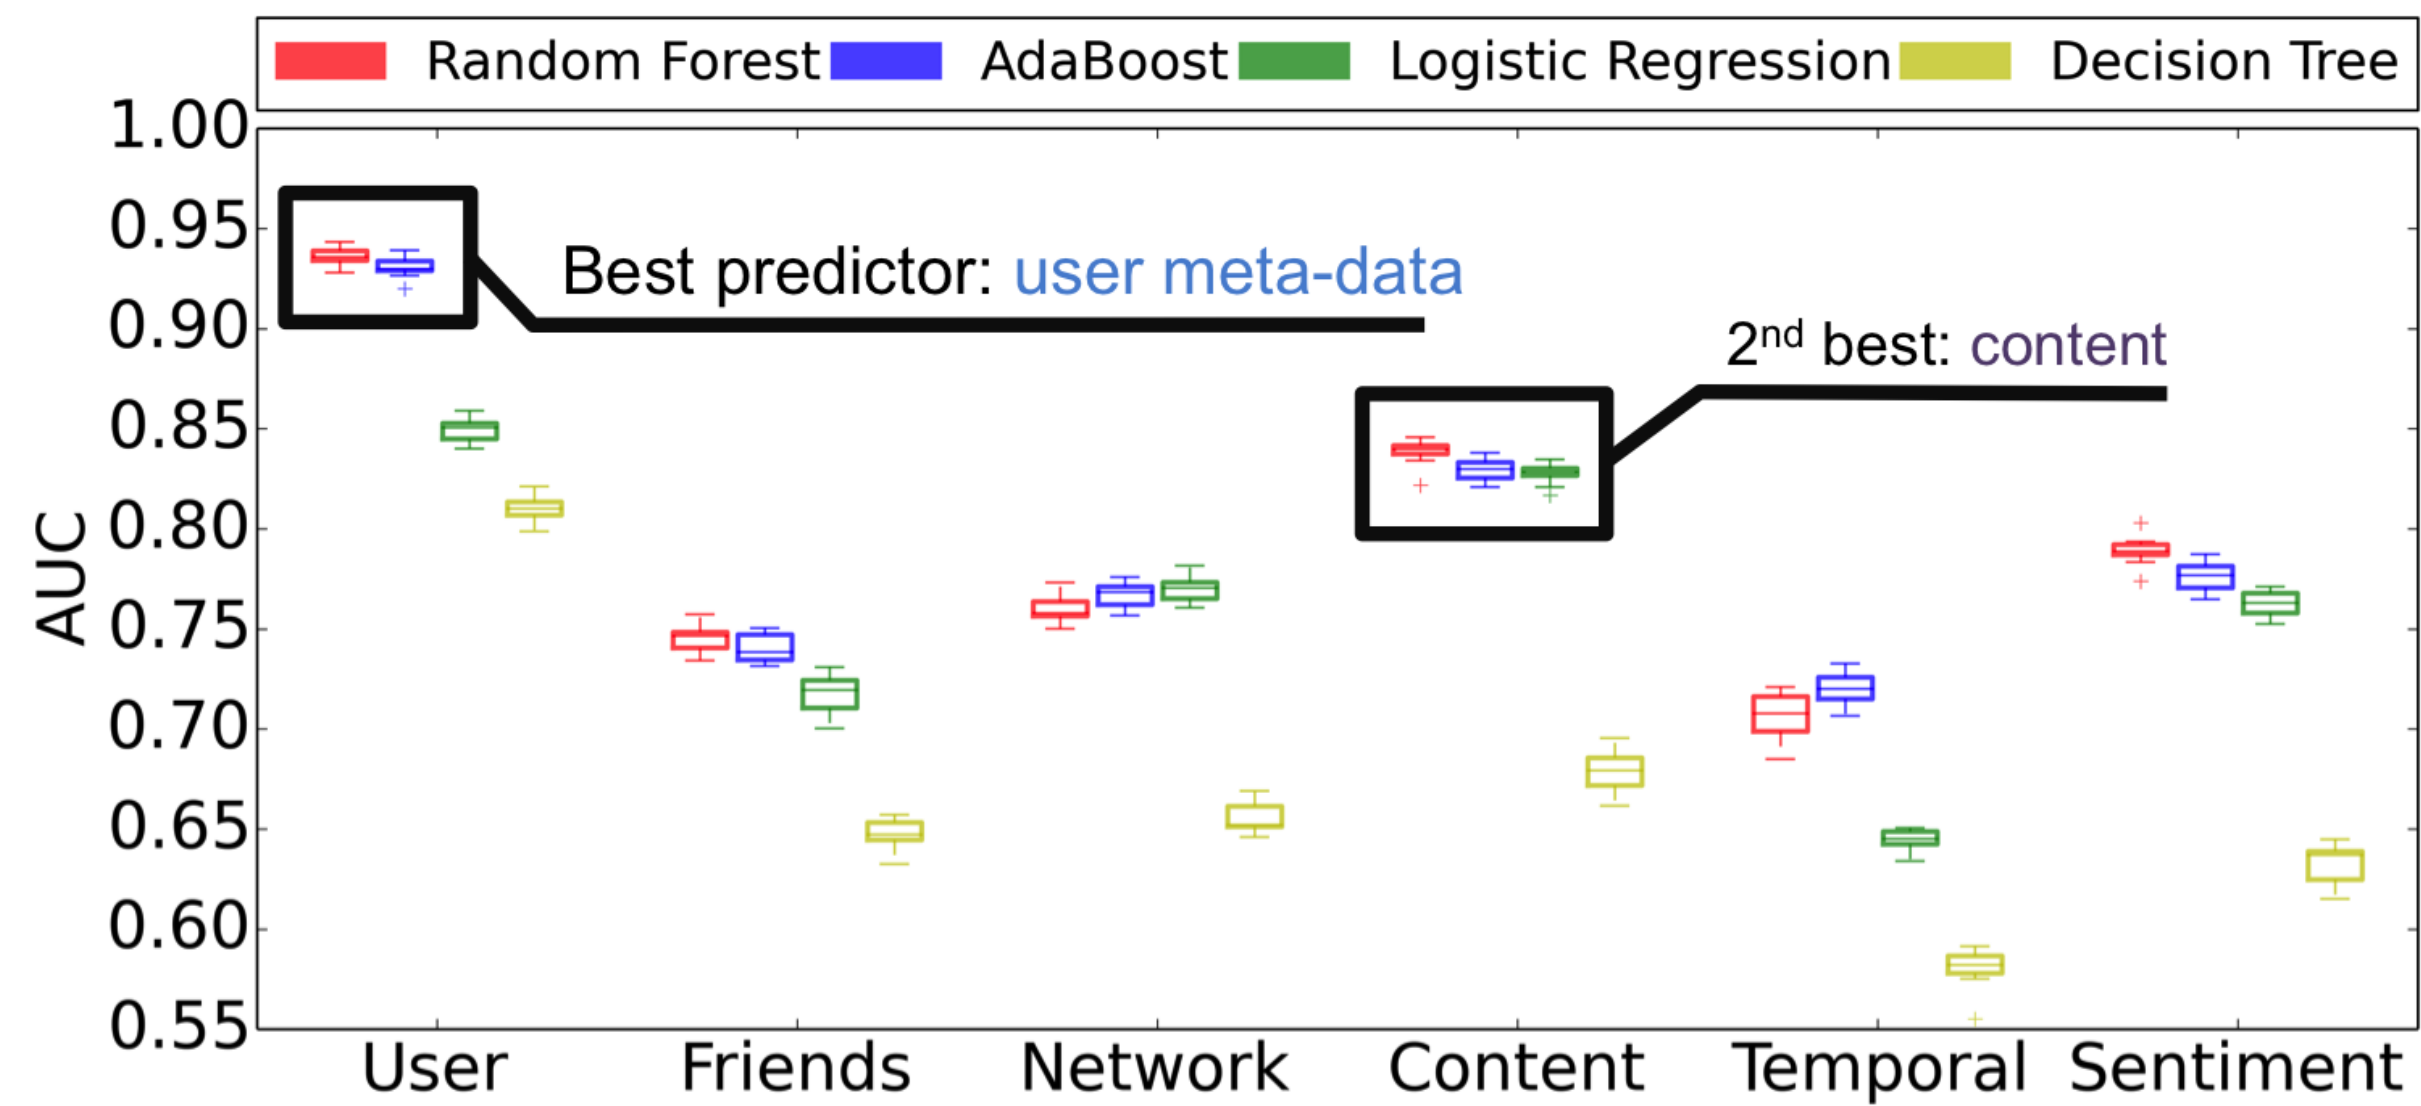 Random Forest AdaBoost Logistic Regression Decision Tree
1.00
0.95
Best predictor: user meta-data
0.90
2nd best: content
0.85
0.80
AUC
0.75
0.70
0.65
0.60
0.55
User Friends Network Content Temporal Sentiment